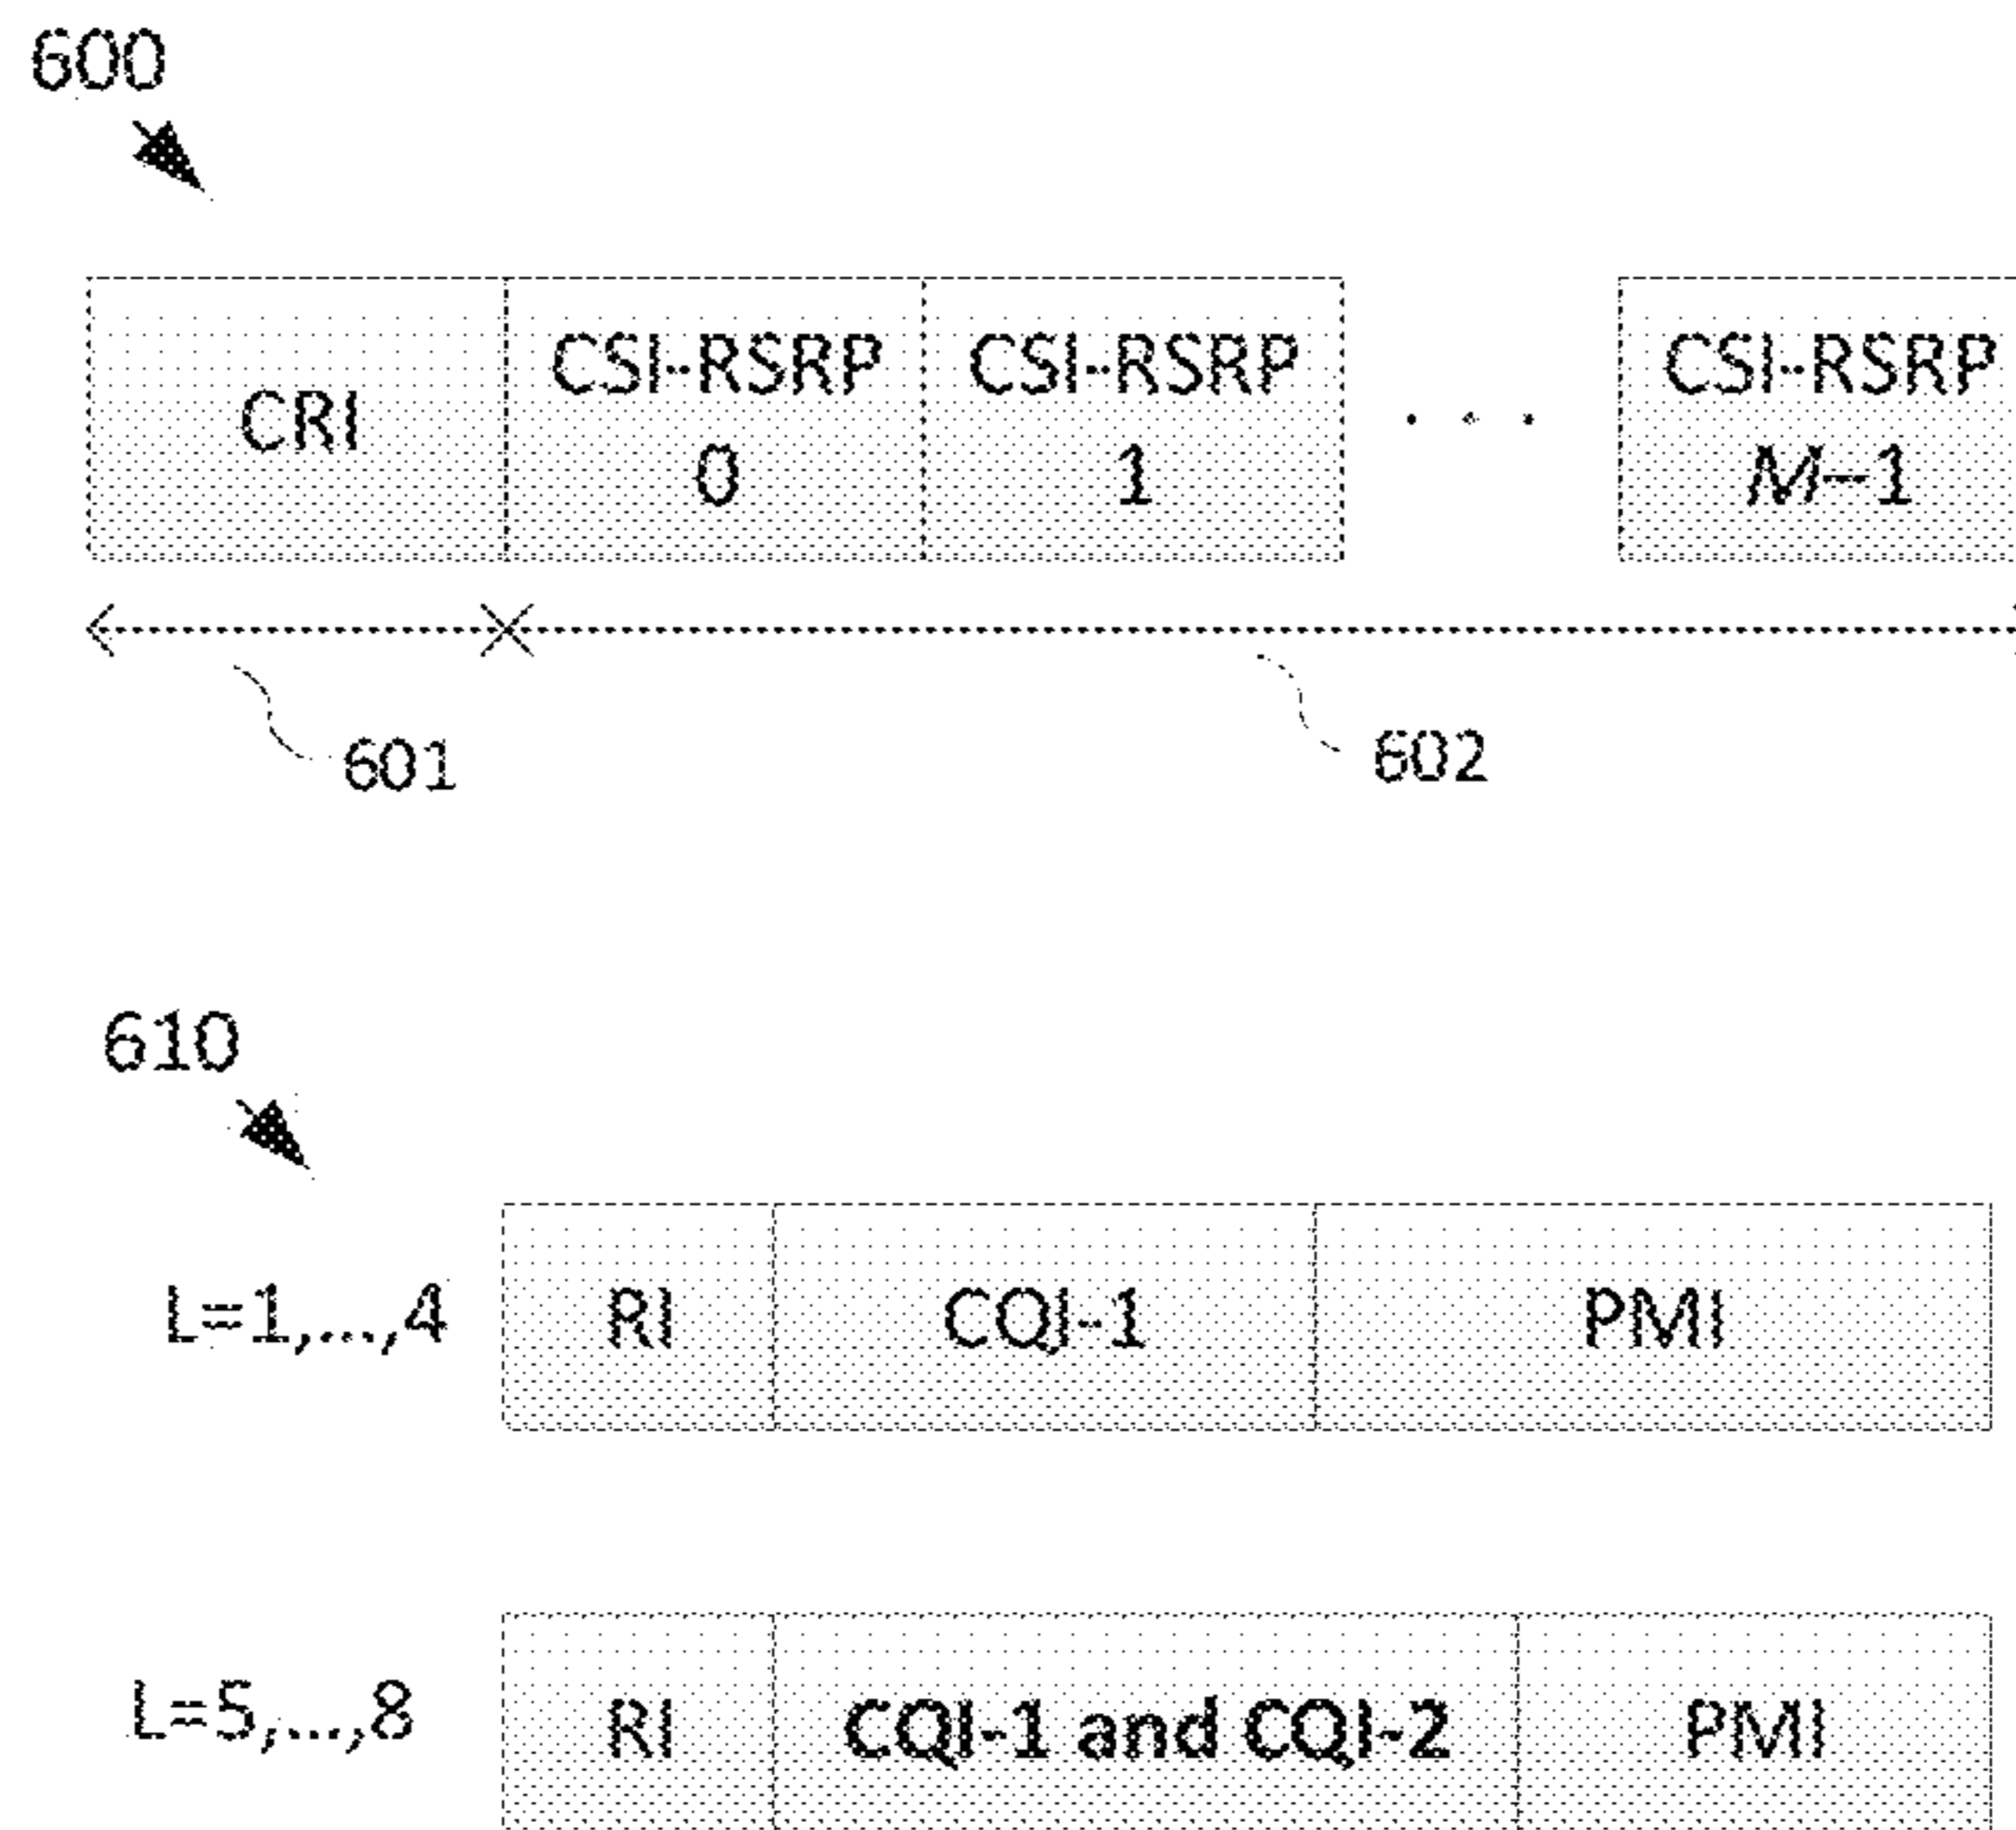 600
CRI
CSI-RSRP
0
CSI-RSRP
1
. . .
CSI-RSRP
M-1
601
602
610
L=1,...,4
RI
CQI-1
PMI
L=5,...,8
RI
CQI-1 and CQI-2
PMI